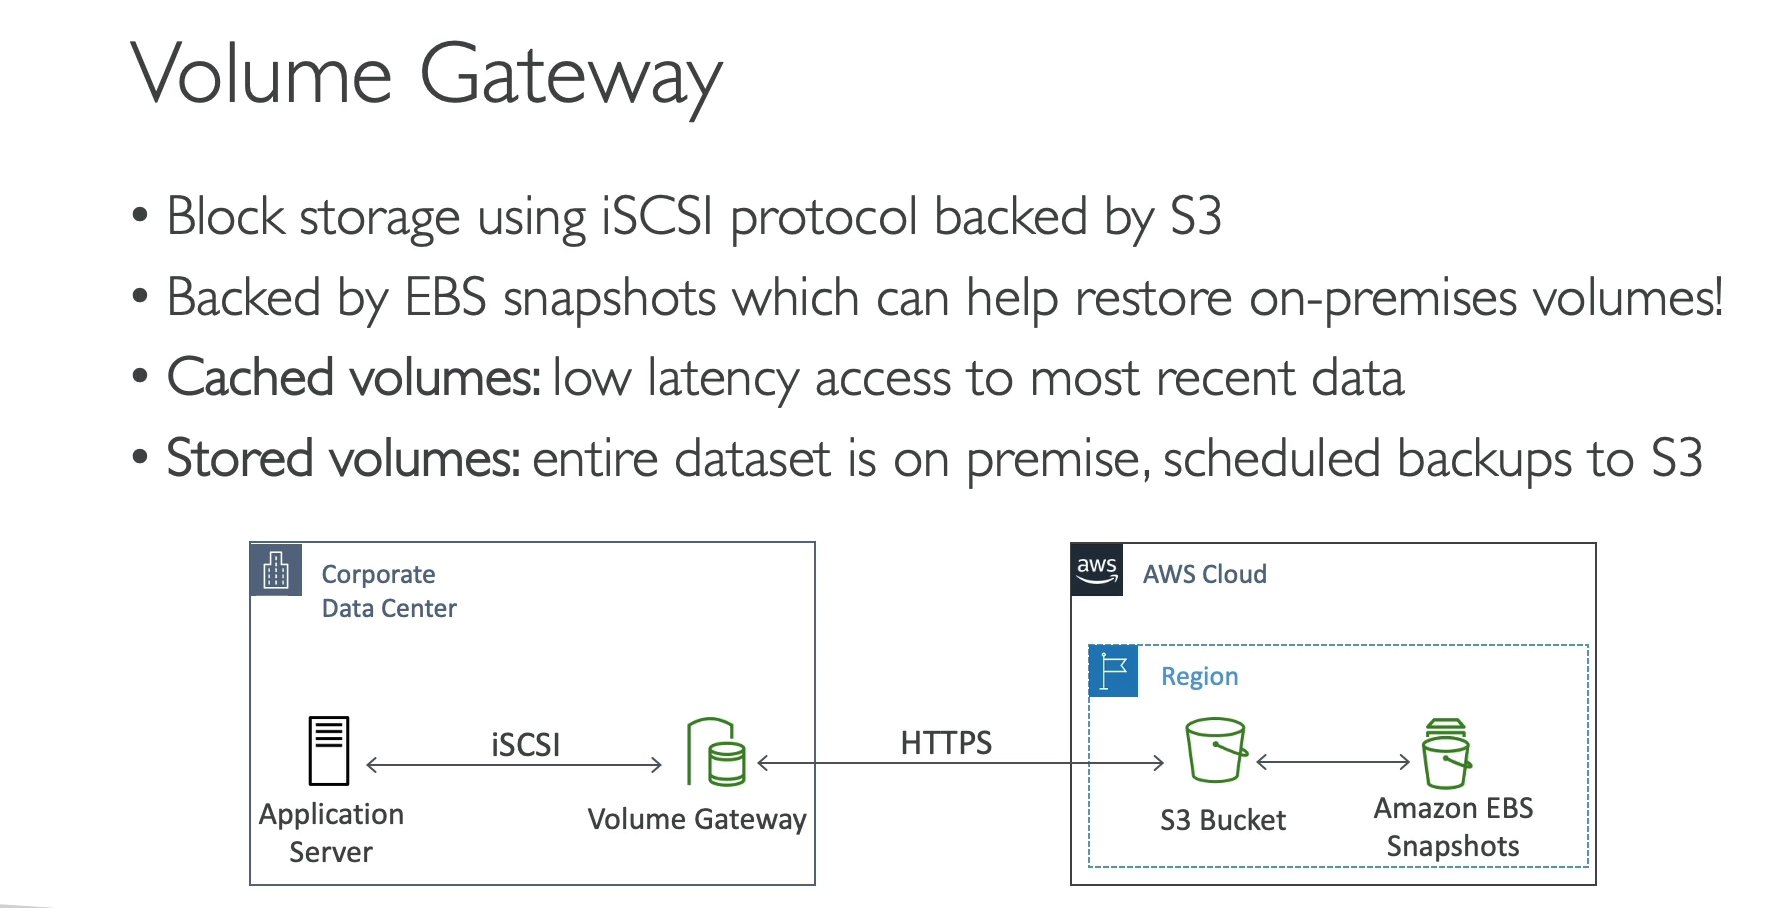 Volume Gateway
• Block storage using iSCSI protocol backed by S3
• Backed by EBS snapshots which can help restore on-premises volumes!
• Cached volumes: low latency access to most recent data
• Stored volumes: entire dataset is on premise, scheduled backups to S3
Corporate
Data Center
aws
AWS Cloud
Region
iSCSI
HTTPS
Application
Server
Volume Gateway
S3 Bucket
Amazon EBS
Snapshots